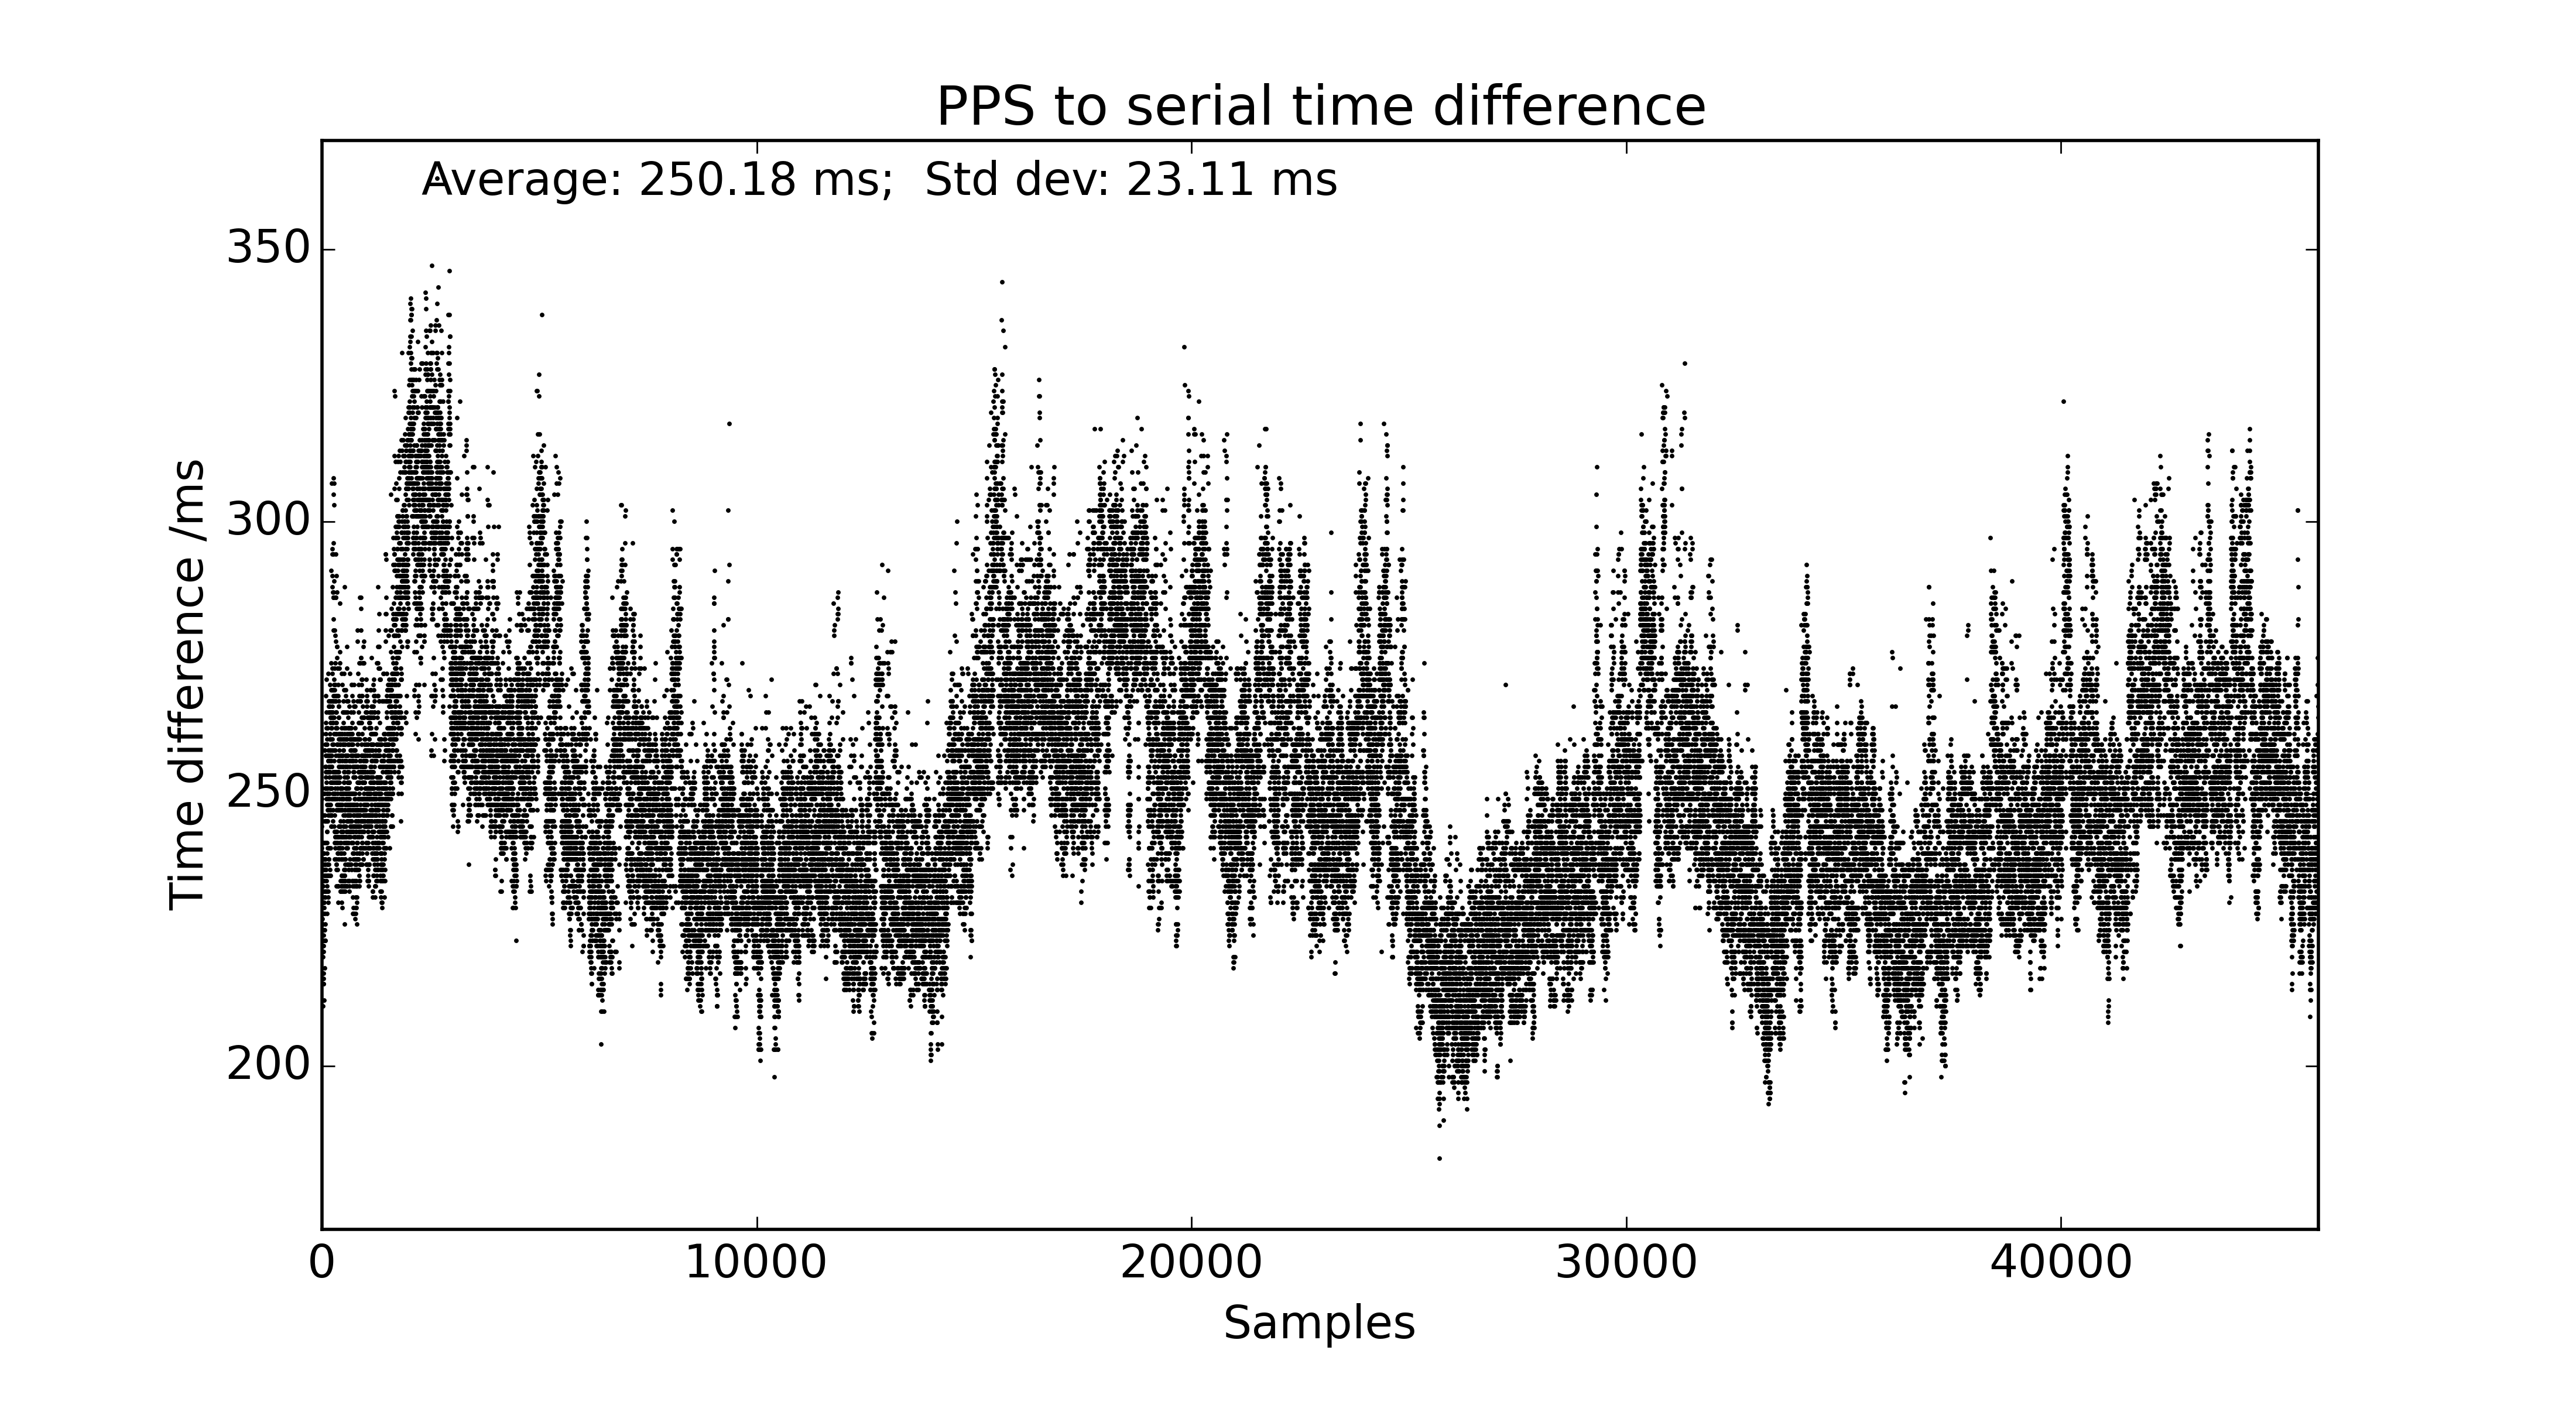 PPS to serial time difference
Average: 250.18 ms;  Std dev: 23.11 ms
Time difference /ms
350
300
250
200
0 10000 20000 30000 40000
Samples